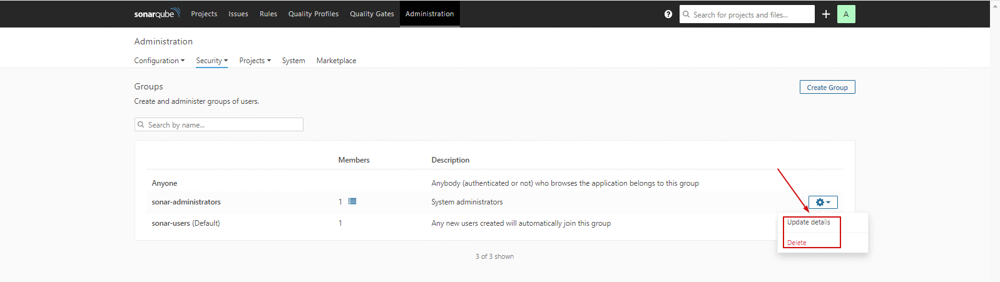 sonarqube Projects Issues Rules Quality Profiles Quality Gates Administration ? Search for projects and files... + A
Administration
Configuration Security Projects System Marketplace
Groups
Create Group
Create and administer groups of users.
Search by name...
Members Description
Anyone Anybody (authenticated or not) who browses the application belongs to this group
sonar-administrators 1 System administrators
sonar-users (Default) 1 Any new users created will automatically join this group
Update details
Delete
3 of 3 shown